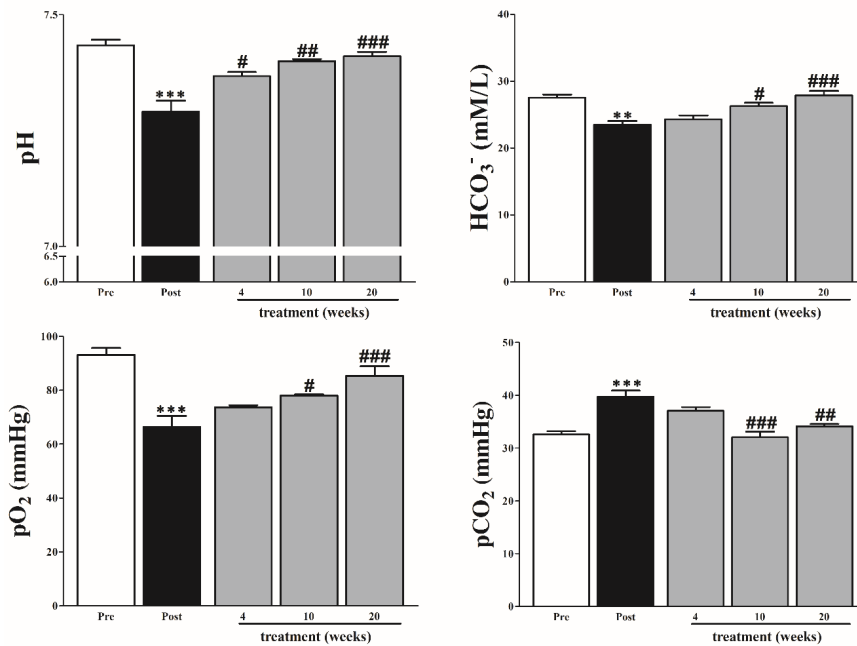 7.5
***
#
##
###
pH
7.0
6.5
6.0
Pre Post 4 10 20
treatment (weeks)
40
30
20
10
0
**
#
###
HCO₃⁻ (mM/L)
Pre Post 4 10 20
treatment (weeks)
100
80
60
40
20
0
***
#
###
pO₂ (mmHg)
Pre Post 4 10 20
treatment (weeks)
50
40
30
20
10
0
***
###
##
pCO₂ (mmHg)
Pre Post 4 10 20
treatment (weeks)